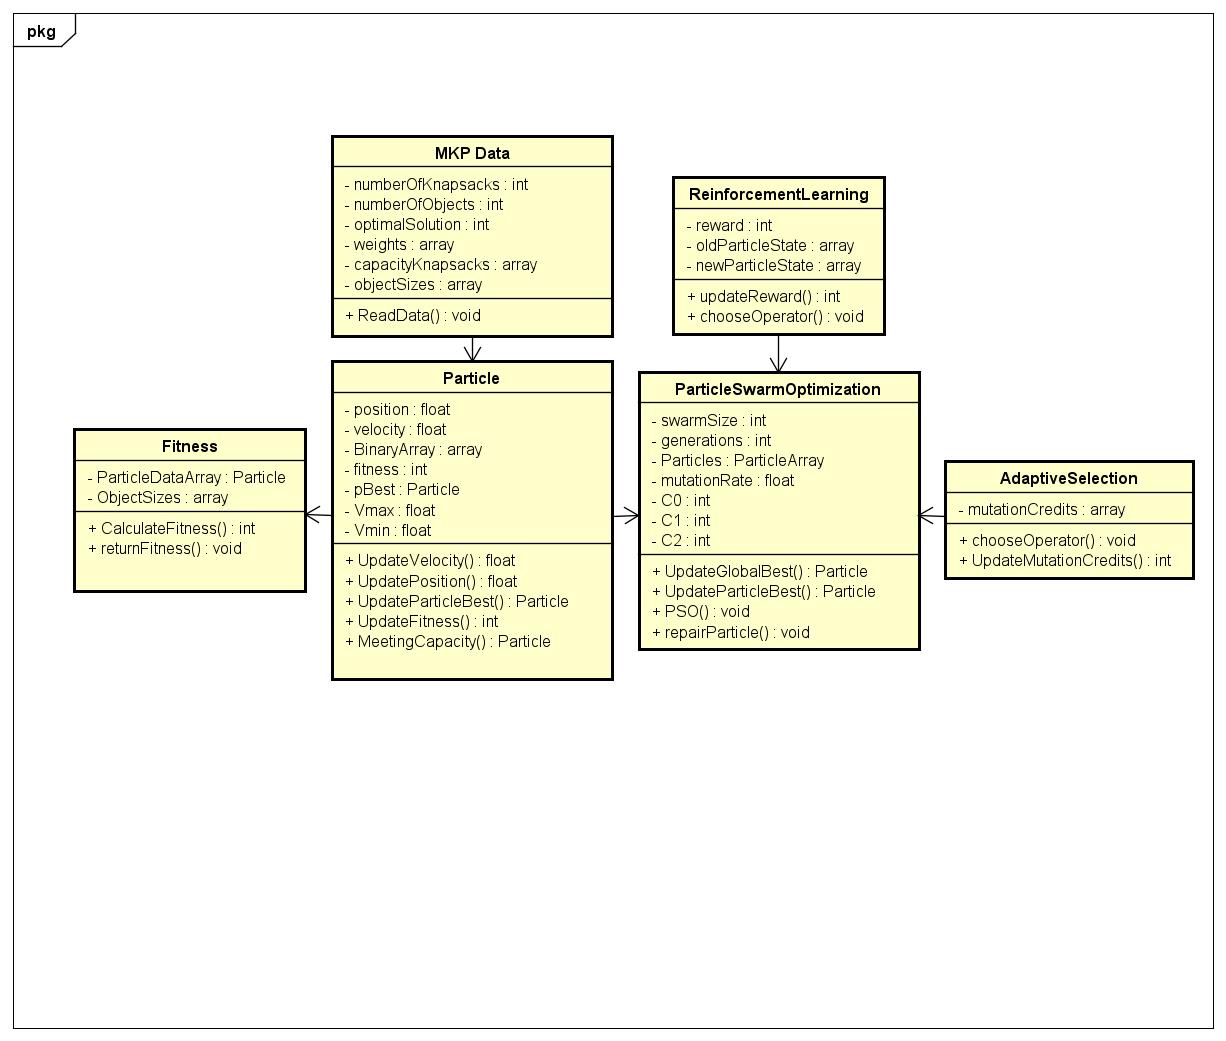 pkg
MKP Data
- numberOfKnapsacks : int
- numberOfObjects : int
- optimalSolution : int
- weights : array
- capacityKnapsacks : array
- objectSizes : array
+ ReadData() : void
ReinforcementLearning
- reward : int
- oldParticleState : array
- newParticleState : array
+ updateReward() : int
+ chooseOperator() : void
Fitness
- ParticleDataArray : Particle
- ObjectSizes : array
+ CalculateFitness() : int
+ returnFitness() : void
Particle
- position : float
- velocity : float
- BinaryArray : array
- fitness : int
- pBest : Particle
- Vmax : float
- Vmin : float
+ UpdateVelocity() : float
+ UpdatePosition() : float
+ UpdateParticleBest() : Particle
+ UpdateFitness() : int
+ MeetingCapacity() : Particle
ParticleSwarmOptimization
- swarmSize : int
- generations : int
- Particles : ParticleArray
- mutationRate : float
- C0 : int
- C1 : int
- C2 : int
+ UpdateGlobalBest() : Particle
+ UpdateParticleBest() : Particle
+ PSO() : void
+ repairParticle() : void
AdaptiveSelection
- mutationCredits : array
+ chooseOperator() : void
+ UpdateMutationCredits() : int